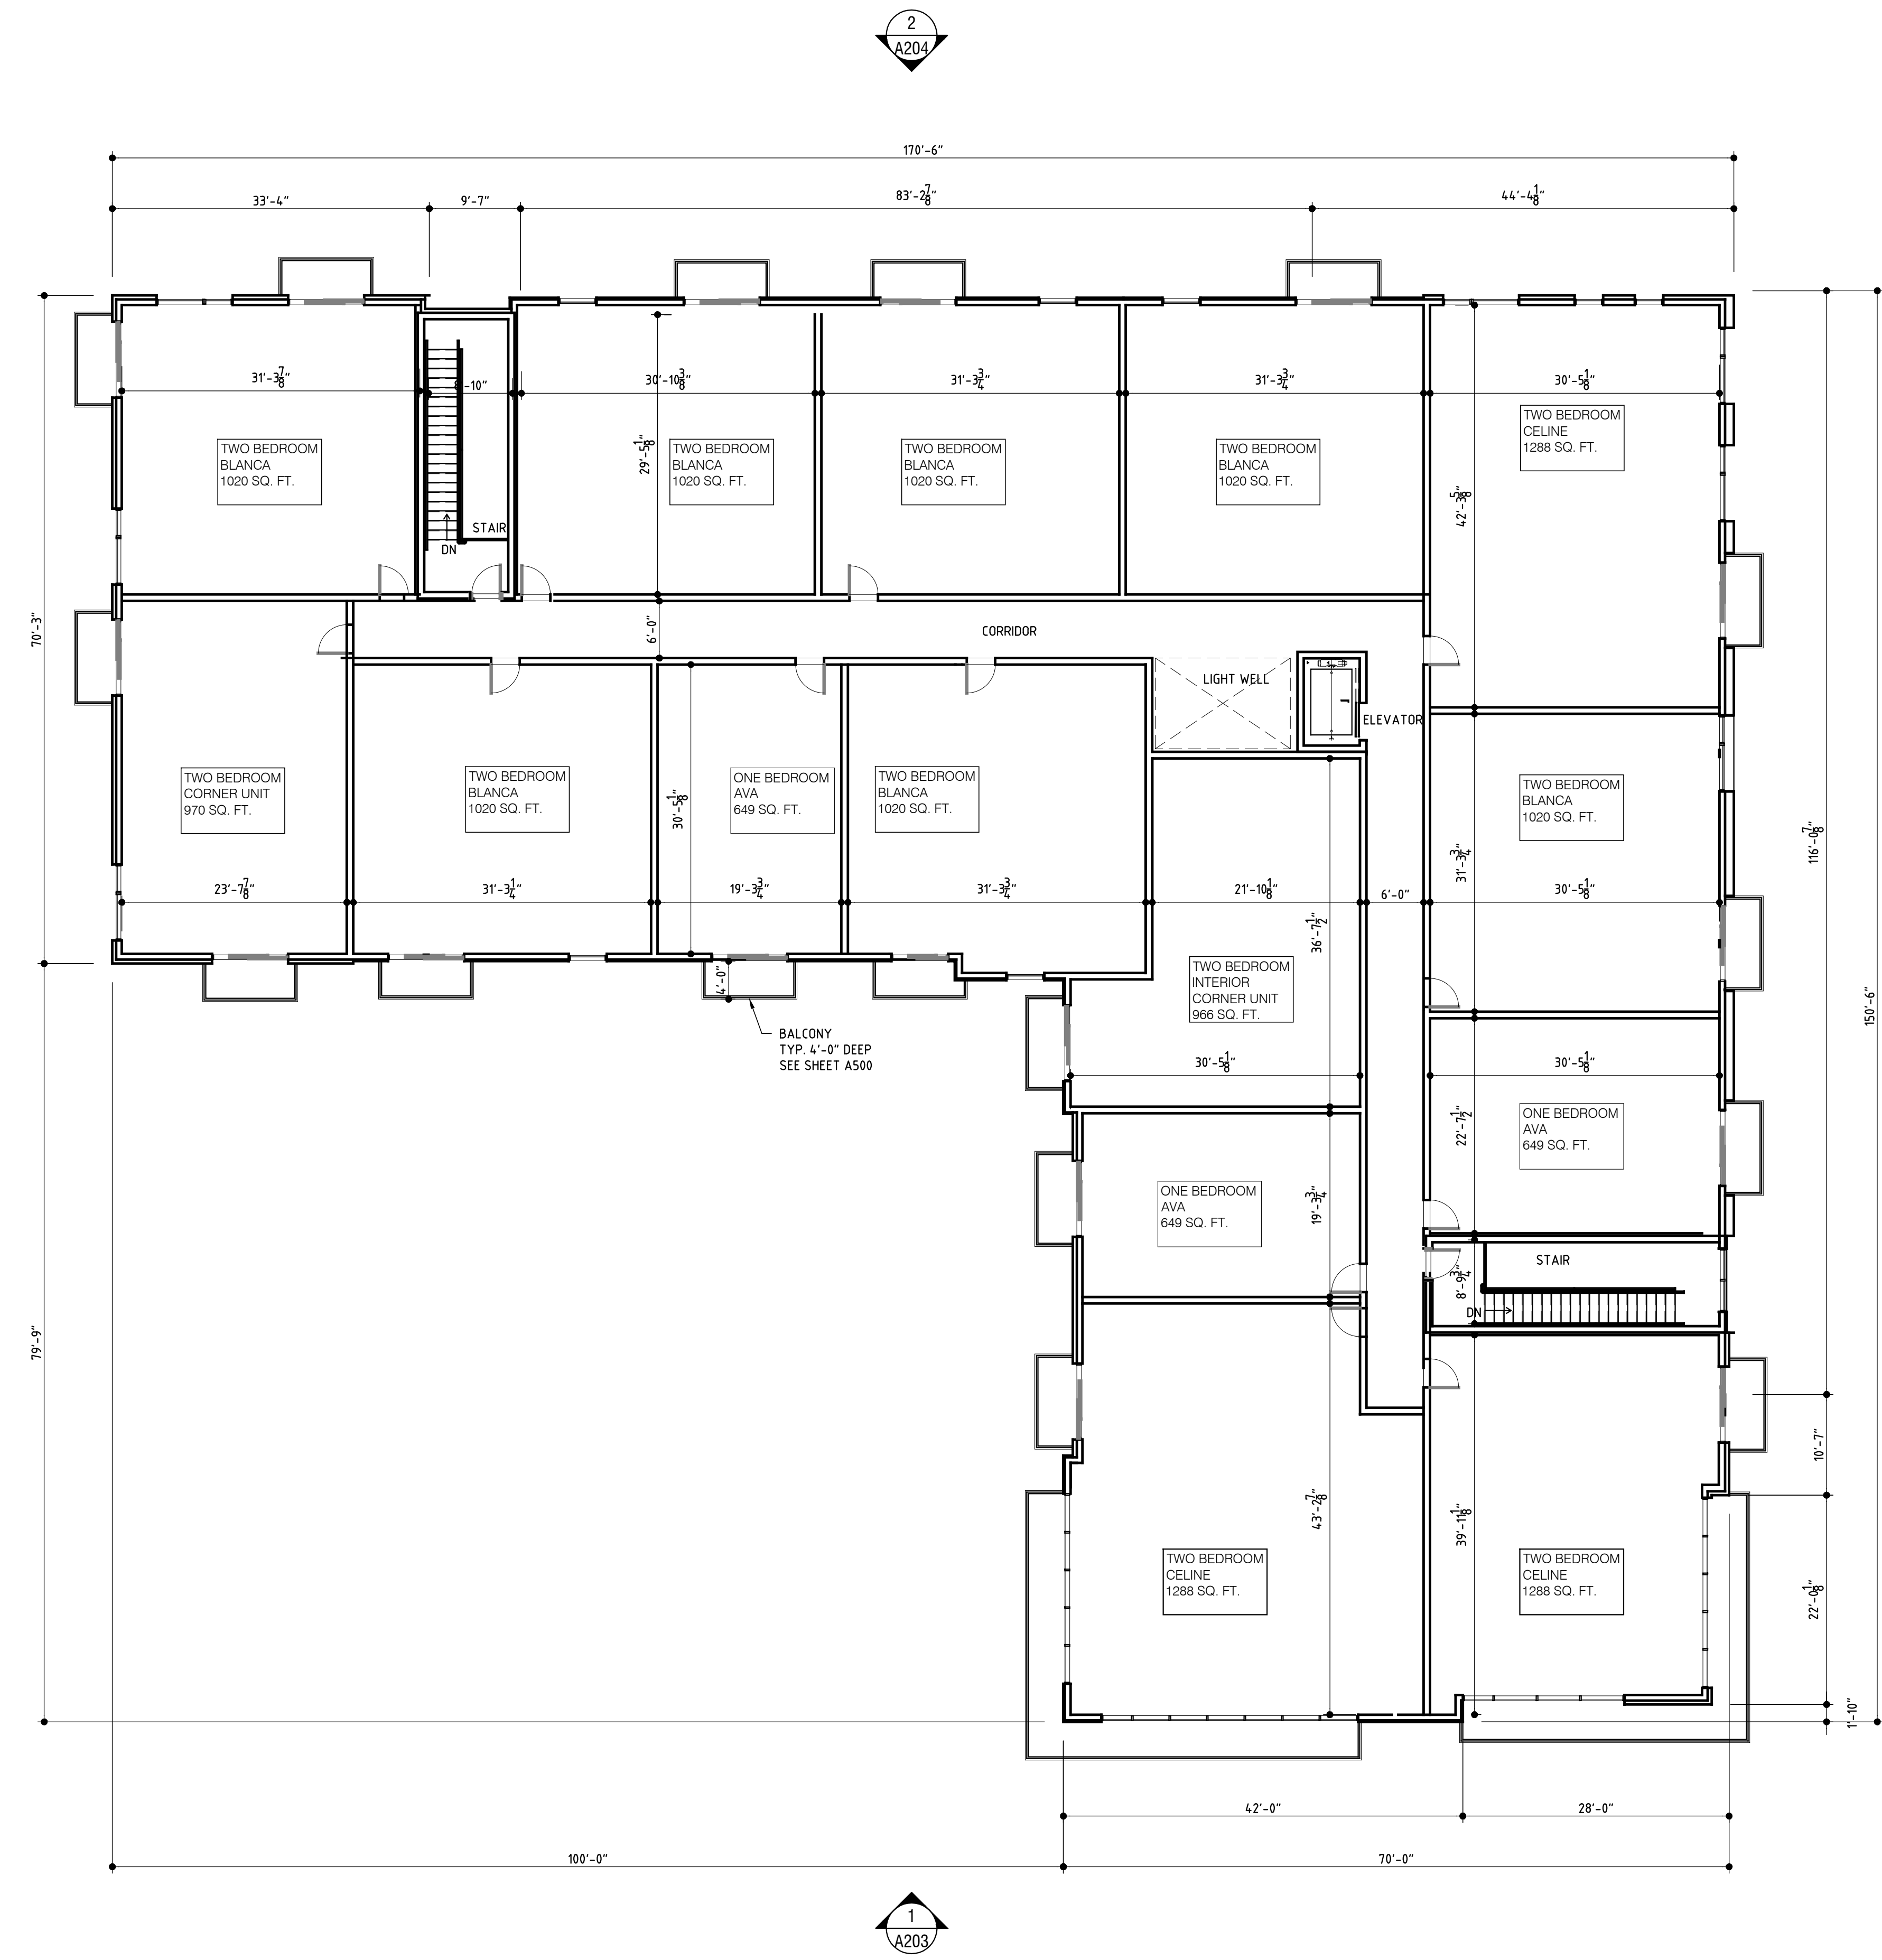 2
A204
170'-6"
33'-4"
9'-7"
83'-2 7/8"
44'-4 1/8"
31'-3 7/8"
8'-10"
30'-10 3/8"
31'-3 3/4"
31'-3 3/4"
30'-5 1/8"
TWO BEDROOM
CELINE
1288 SQ. FT.
TWO BEDROOM
BLANCA
1020 SQ. FT.
29'-5 1/8"
TWO BEDROOM
BLANCA
1020 SQ. FT.
TWO BEDROOM
BLANCA
1020 SQ. FT.
TWO BEDROOM
BLANCA
1020 SQ. FT.
42'-3 5/8"
STAIR
DN
70'-3"
6'-0"
CORRIDOR
LIGHT WELL
ELEVATOR
TWO BEDROOM
CORNER UNIT
970 SQ. FT.
TWO BEDROOM
BLANCA
1020 SQ. FT.
30'-5 1/8"
ONE BEDROOM
AVA
649 SQ. FT.
TWO BEDROOM
BLANCA
1020 SQ. FT.
TWO BEDROOM
BLANCA
1020 SQ. FT.
31'-3 3/4"
116'-0 7/8"
23'-7 7/8"
31'-3 1/4"
19'-3 3/4"
31'-3 3/4"
21'-10 1/8"
6'-0"
30'-5 1/8"
36'-7 1/2"
4'-0"
TWO BEDROOM
INTERIOR
CORNER UNIT
966 SQ. FT.
150'-6"
BALCONY
TYP. 4'-0" DEEP
SEE SHEET A500
30'-5 1/8"
30'-5 1/8"
22'-7 1/2"
ONE BEDROOM
AVA
649 SQ. FT.
ONE BEDROOM
AVA
649 SQ. FT.
19'-3 3/4"
STAIR
8'-9 3/4"
DN
79'-9"
10'-7"
43'-2 7/8"
39'-11 1/8"
TWO BEDROOM
CELINE
1288 SQ. FT.
TWO BEDROOM
CELINE
1288 SQ. FT.
22'-0 1/8"
1'-10"
42'-0"
28'-0"
100'-0"
70'-0"
1
A203